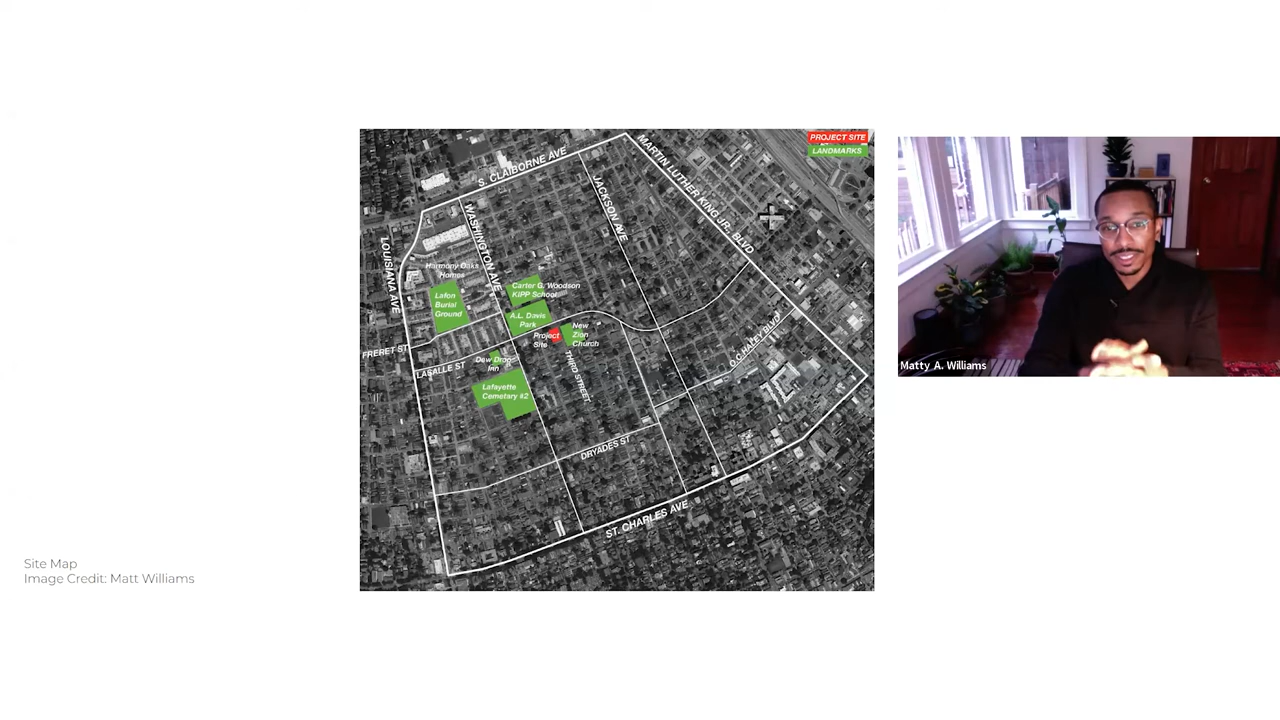 PROJECT SITE
LANDMARKS
S. CLAIBORNE AVE
MARTIN LUTHER KING JR. BLVD
JACKSON AVE
WASHINGTON AVE
LOUISIANA AVE
Harmony Oaks
Homes
Carter G. Woodson
KIPP School
Lafon
Burial
Ground
A.L. Davis
Park
Project
Site
New
Zion
Church
FRERET ST
LASALLE ST
Dew Drop
Inn
THIRD STREET
O.C. HALEY BLVD
Lafayette
Cemetary #2
DRYADES ST
ST. CHARLES AVE
Matty A. Williams
Site Map
Image Credit: Matt Williams